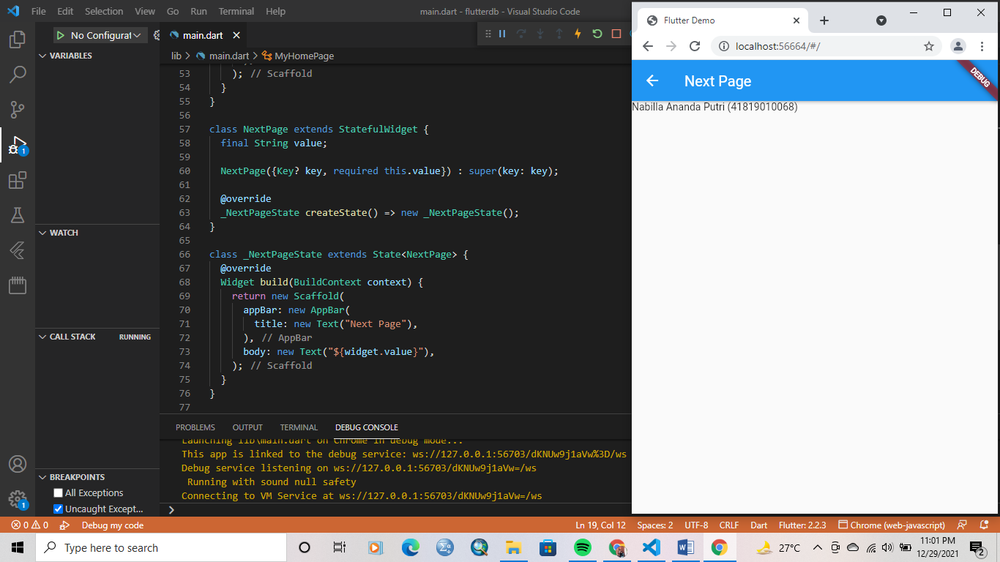 File Edit Selection View Go Run Terminal Help
main.dart - flutterdb - Visual Studio Code
No Configurat
VARIABLES
WATCH
CALL STACK RUNNING
BREAKPOINTS
All Exceptions
Uncaught Except...
1
1
main.dart
lib > main.dart > MyHomePage
53 ); // Scaffold
54 }
55 }
56
57 class NextPage extends StatefulWidget {
58 final String value;
59
60 NextPage({Key? key, required this.value}) : super(key: key);
61
62 @override
63 _NextPageState createState() => new _NextPageState();
64 }
65
66 class _NextPageState extends State<NextPage> {
67 @override
68 Widget build(BuildContext context) {
69 return new Scaffold(
70 appBar: new AppBar(
71 title: new Text("Next Page"),
72 ), // AppBar
73 body: new Text("${widget.value}"),
74 ); // Scaffold
75 }
76 }
77
PROBLEMS OUTPUT TERMINAL DEBUG CONSOLE
Launching lib\main.dart on Chrome in debug mode...
This app is linked to the debug service: ws://127.0.0.1:56703/dKNUw9j1aVw%3D/ws
Debug service listening on ws://127.0.0.1:56703/dKNUw9j1aVw=/ws
Running with sound null safety
Connecting to VM Service at ws://127.0.0.1:56703/dKNUw9j1aVw=/ws
>
Flutter Demo
localhost:56664/#/
Next Page
DEBUG
Nabilla Ananda Putri (41819010068)
0 0 Debug my code
Ln 19, Col 12 Spaces: 2 UTF-8 CRLF Dart Flutter: 2.2.3 Chrome (web-javascript)
Type here to search
27°C
11:01 PM
12/29/2021
2